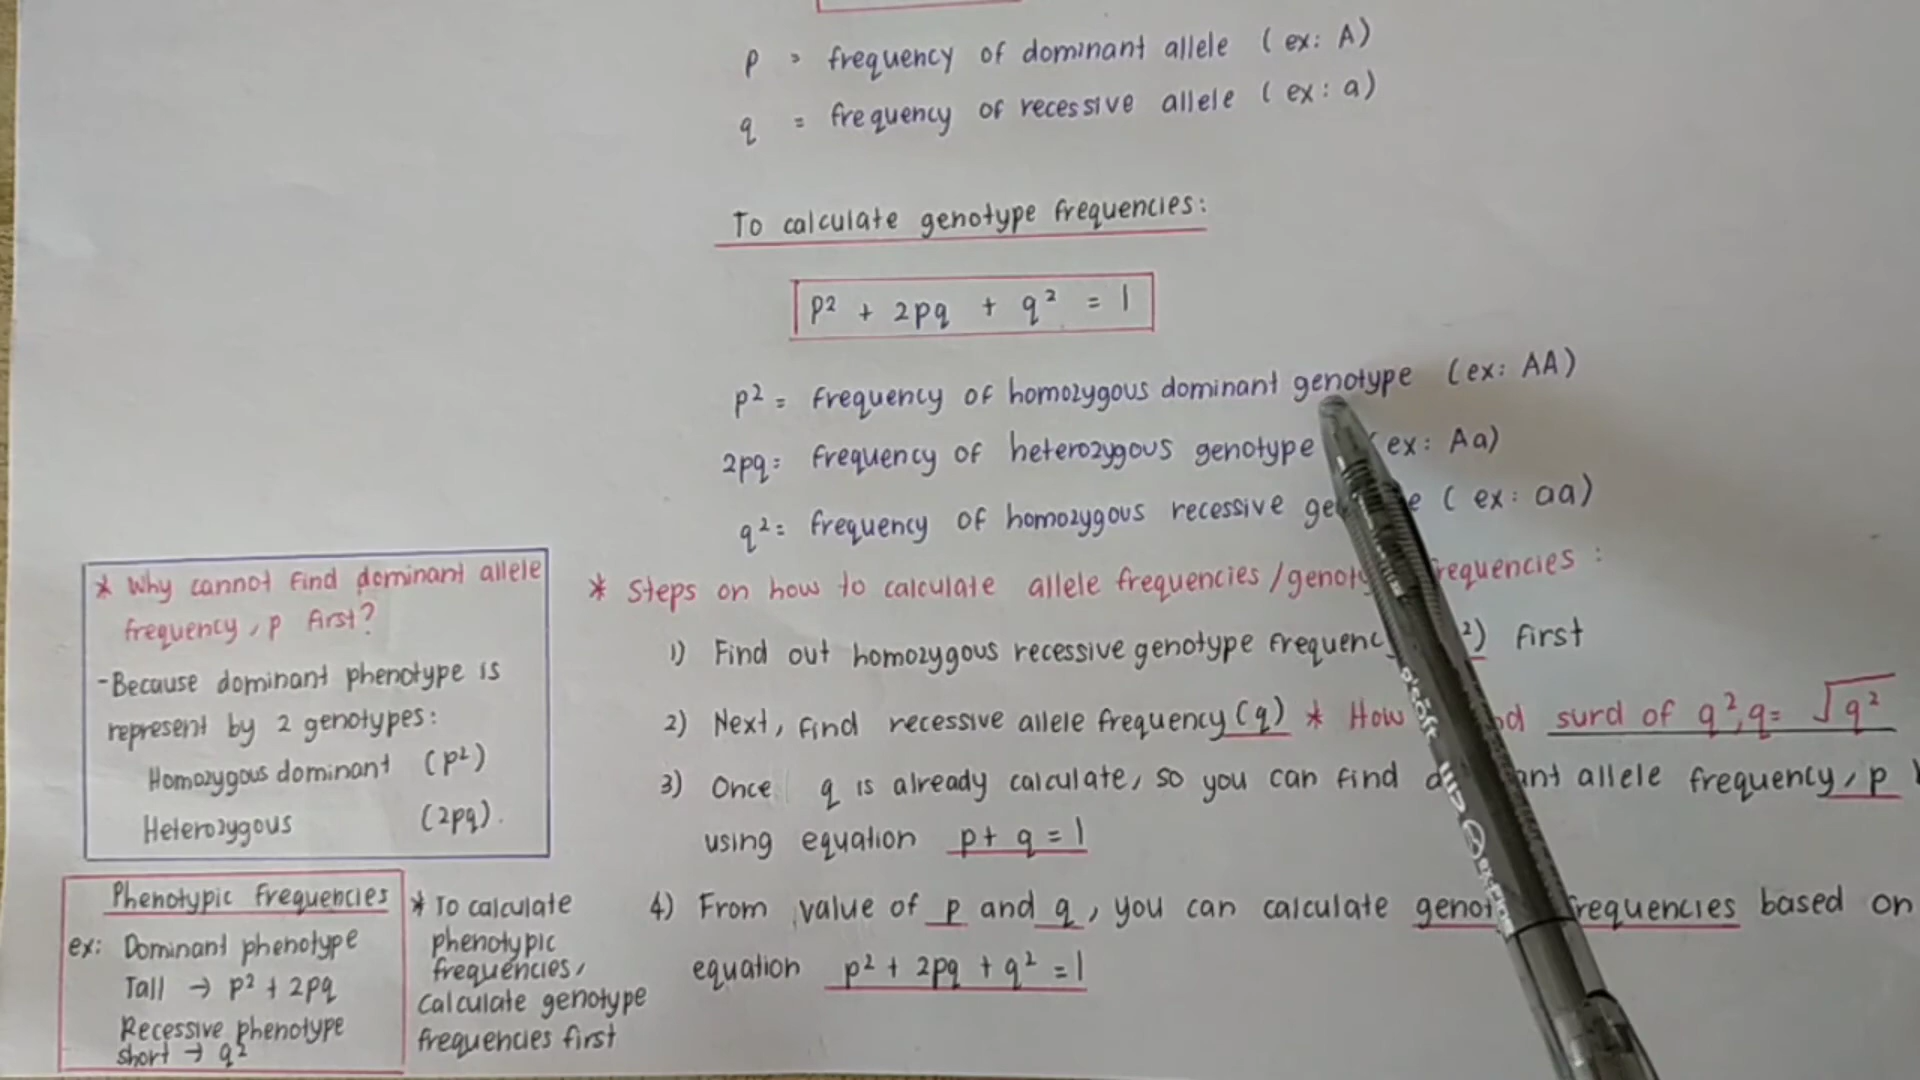 p = frequency of dominant allele (ex: A)
q = frequency of recessive allele (ex: a)
To calculate genotype frequencies:
p² + 2pq + q² = 1
p² = frequency of homozygous dominant genotype (ex: AA)
2pq = frequency of heterozygous genotype (ex: Aa)
q² = frequency of homozygous recessive ge e (ex: aa)
* Why cannot find dominant allele
frequency, p first?
- Because dominant phenotype is
represent by 2 genotypes:
Homozygous dominant (p²)
Heterozygous (2pq).
* Steps on how to calculate allele frequencies/genoty requencies:
1) Find out homozygous recessive genotype frequenc ²) first
2) Next, find recessive allele frequency (q) * How nd surd of q², q = √q²
3) Once q is already calculate, so you can find d ant allele frequency, p
using equation p + q = 1
4) From value of p and q, you can calculate genot frequencies based on
equation p² + 2pq + q² = 1
Phenotypic Frequencies
ex: Dominant phenotype
Tall → p² + 2pq
Recessive phenotype
short → q²
* To calculate
phenotypic
frequencies,
calculate genotype
frequencies first